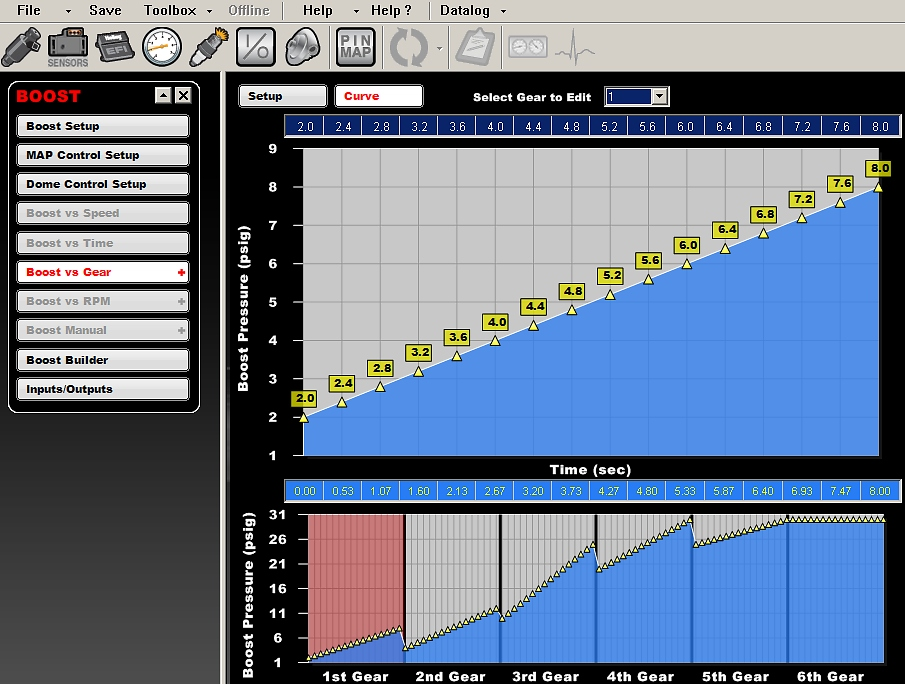 File Save Toolbox Offline Help Help ? Datalog
SENSORS
Holley
EFI
I/O
PIN
MAP
BOOST
Boost Setup
MAP Control Setup
Dome Control Setup
Boost vs Speed
Boost vs Time
Boost vs Gear +
Boost vs RPM +
Boost Manual +
Boost Builder
Inputs/Outputs
Setup Curve Select Gear to Edit 1
2.0 2.4 2.8 3.2 3.6 4.0 4.4 4.8 5.2 5.6 6.0 6.4 6.8 7.2 7.6 8.0
Boost Pressure (psig)
9
8
7
6
5
4
3
2
1
2.0 2.4 2.8 3.2 3.6 4.0 4.4 4.8 5.2 5.6 6.0 6.4 6.8 7.2 7.6 8.0
Time (sec)
0.00 0.53 1.07 1.60 2.13 2.67 3.20 3.73 4.27 4.80 5.33 5.87 6.40 6.93 7.47 8.00
Boost Pressure (psig)
31
26
21
16
11
6
1
1st Gear 2nd Gear 3rd Gear 4th Gear 5th Gear 6th Gear